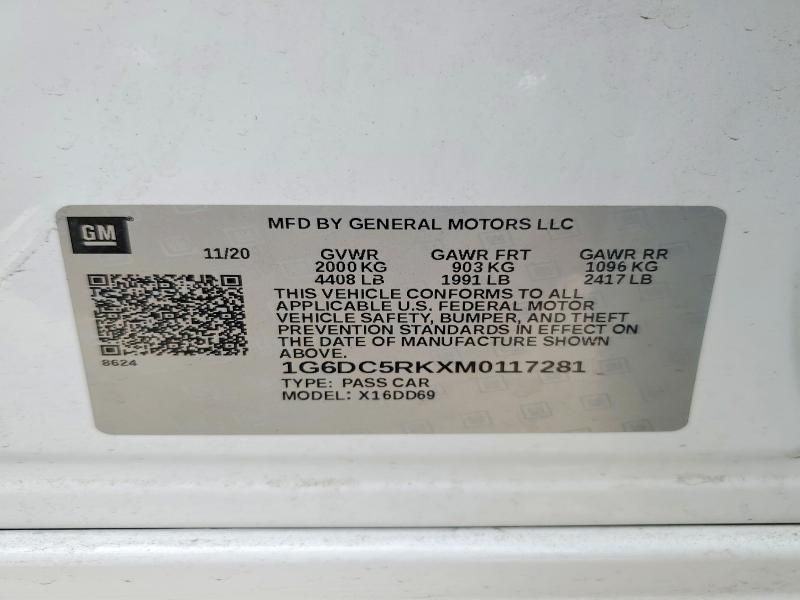 GM
MFD BY GENERAL MOTORS LLC
11/20 GVWR GAWR FRT GAWR RR
2000 KG 903 KG 1096 KG
4408 LB 1991 LB 2417 LB
THIS VEHICLE CONFORMS TO ALL
APPLICABLE U.S. FEDERAL MOTOR
VEHICLE SAFETY, BUMPER, AND THEFT
PREVENTION STANDARDS IN EFFECT ON
THE DATE OF MANUFACTURE SHOWN
ABOVE.
8624
1G6DC5RKXM0117281
TYPE: PASS CAR
MODEL: X16DD69